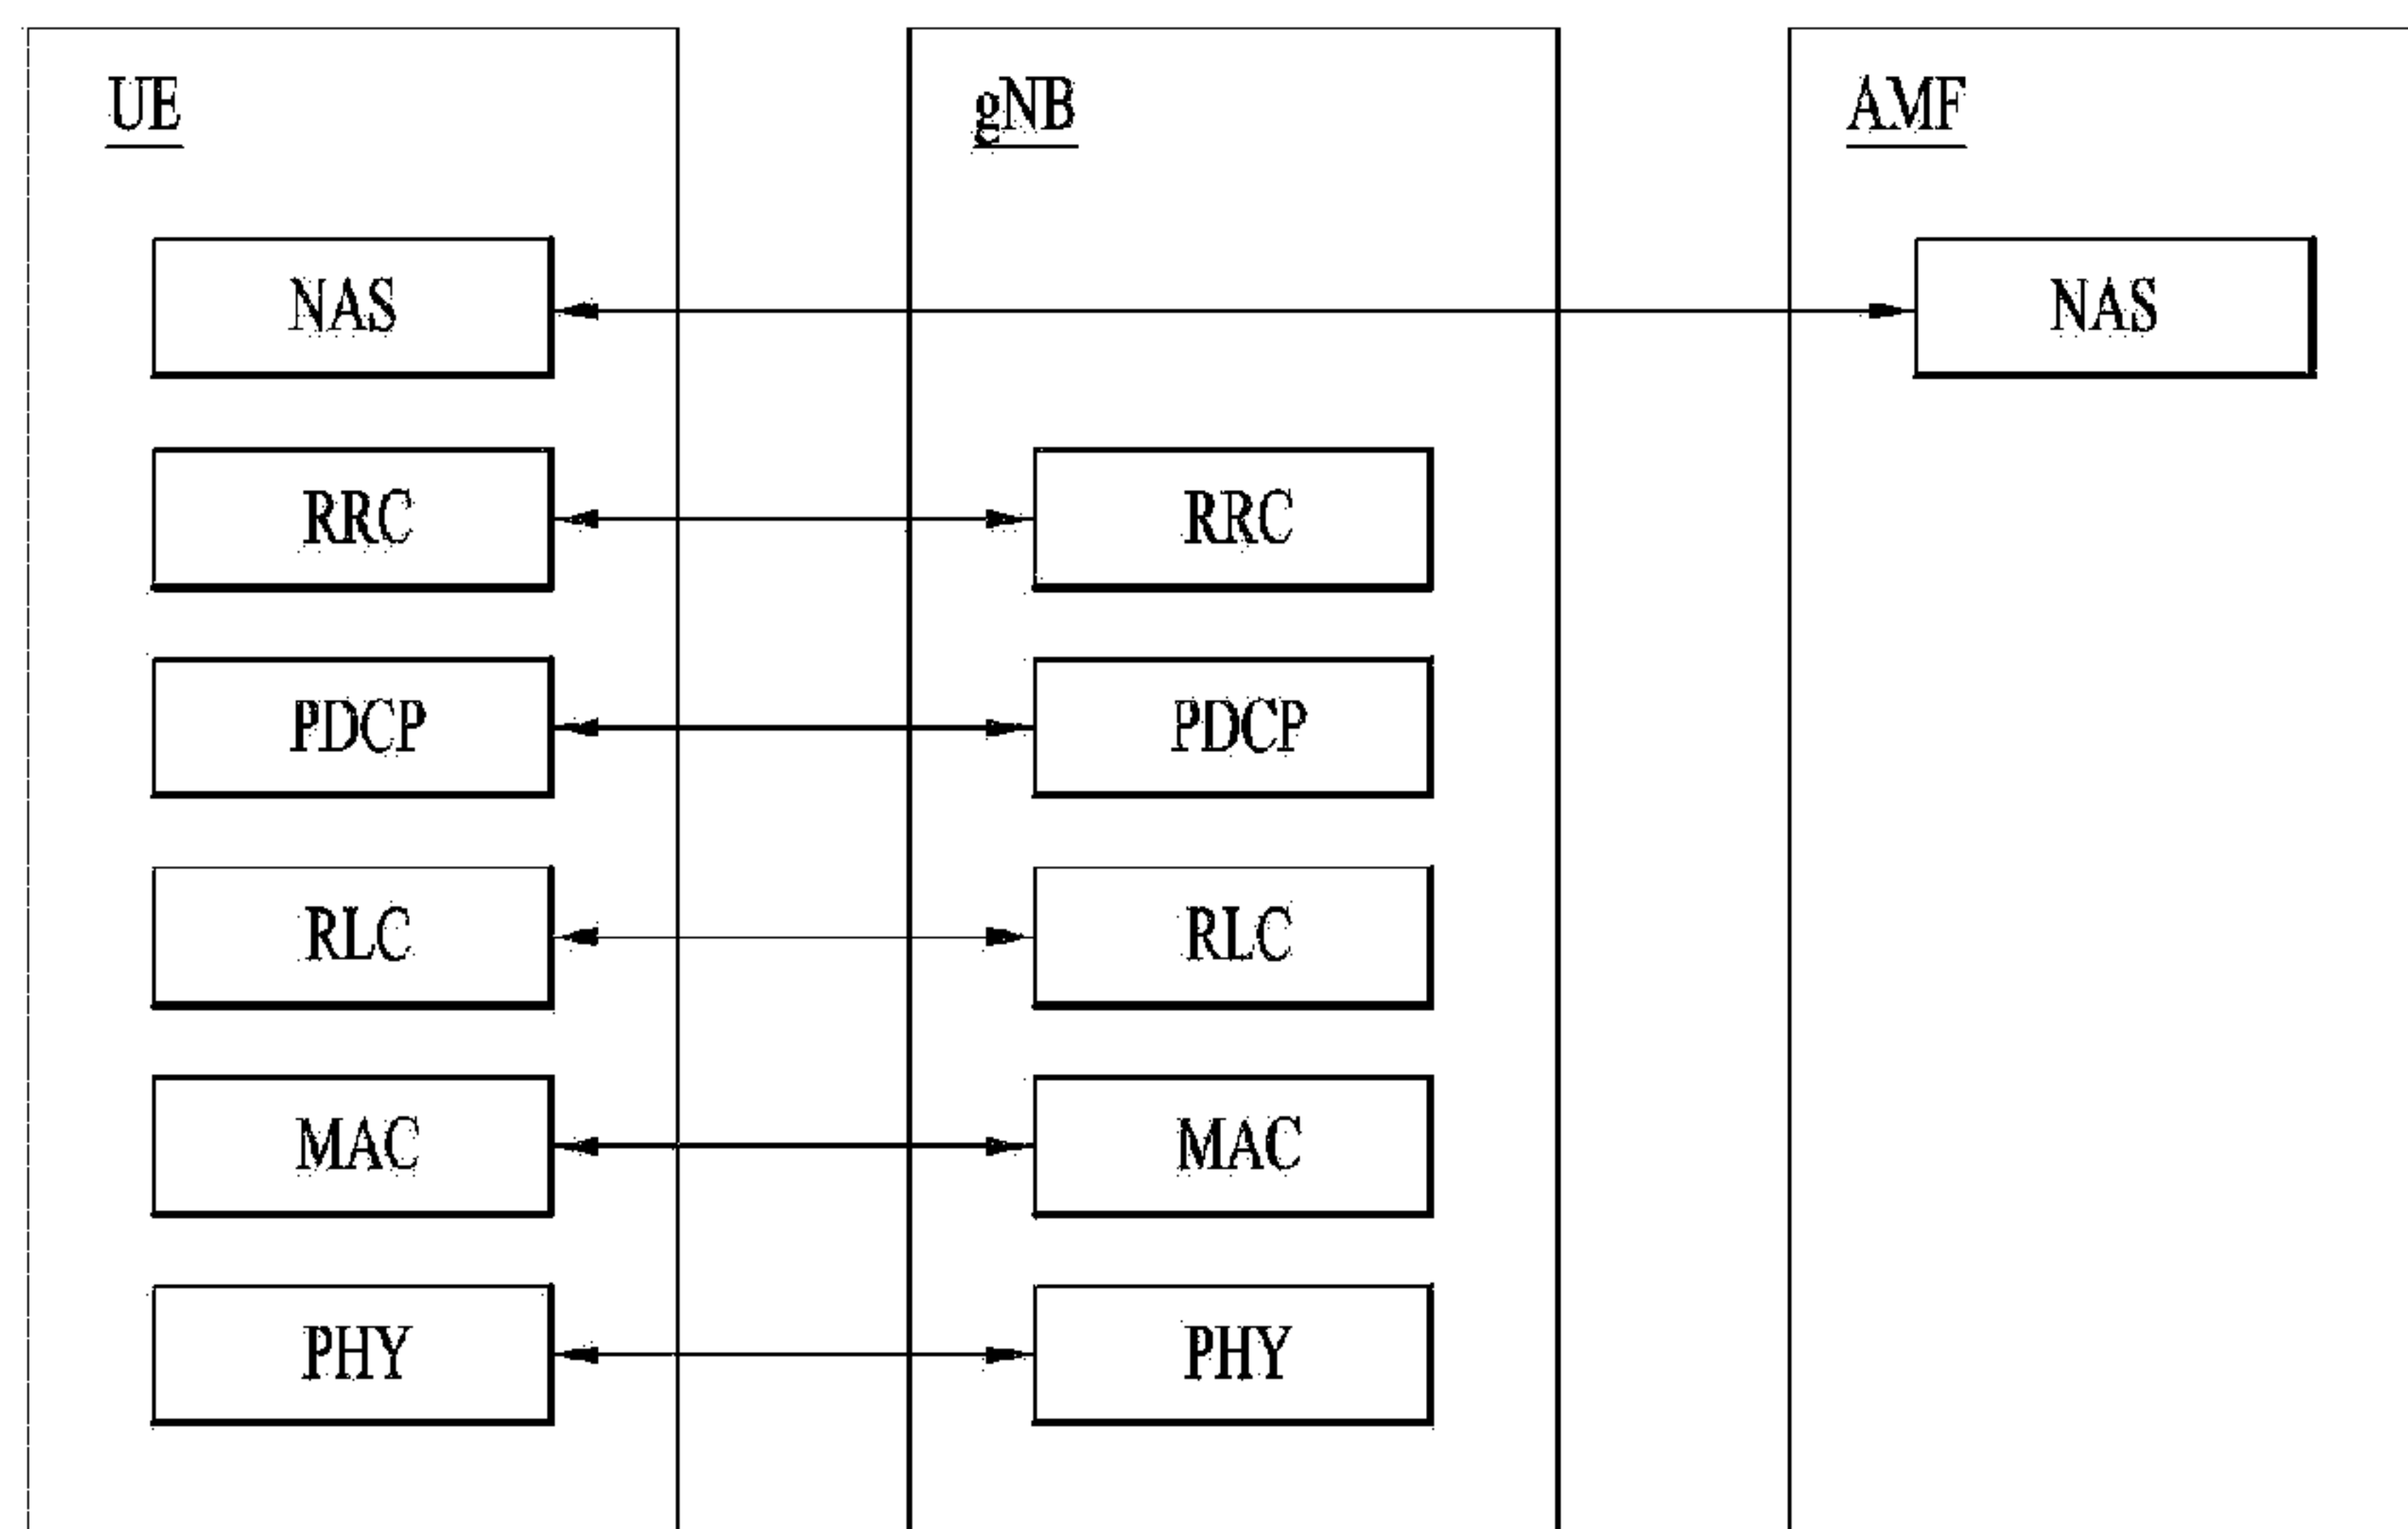 UE gNB AMF
NAS NAS
RRC RRC
PDCP PDCP
RLC RLC
MAC MAC
PHY PHY